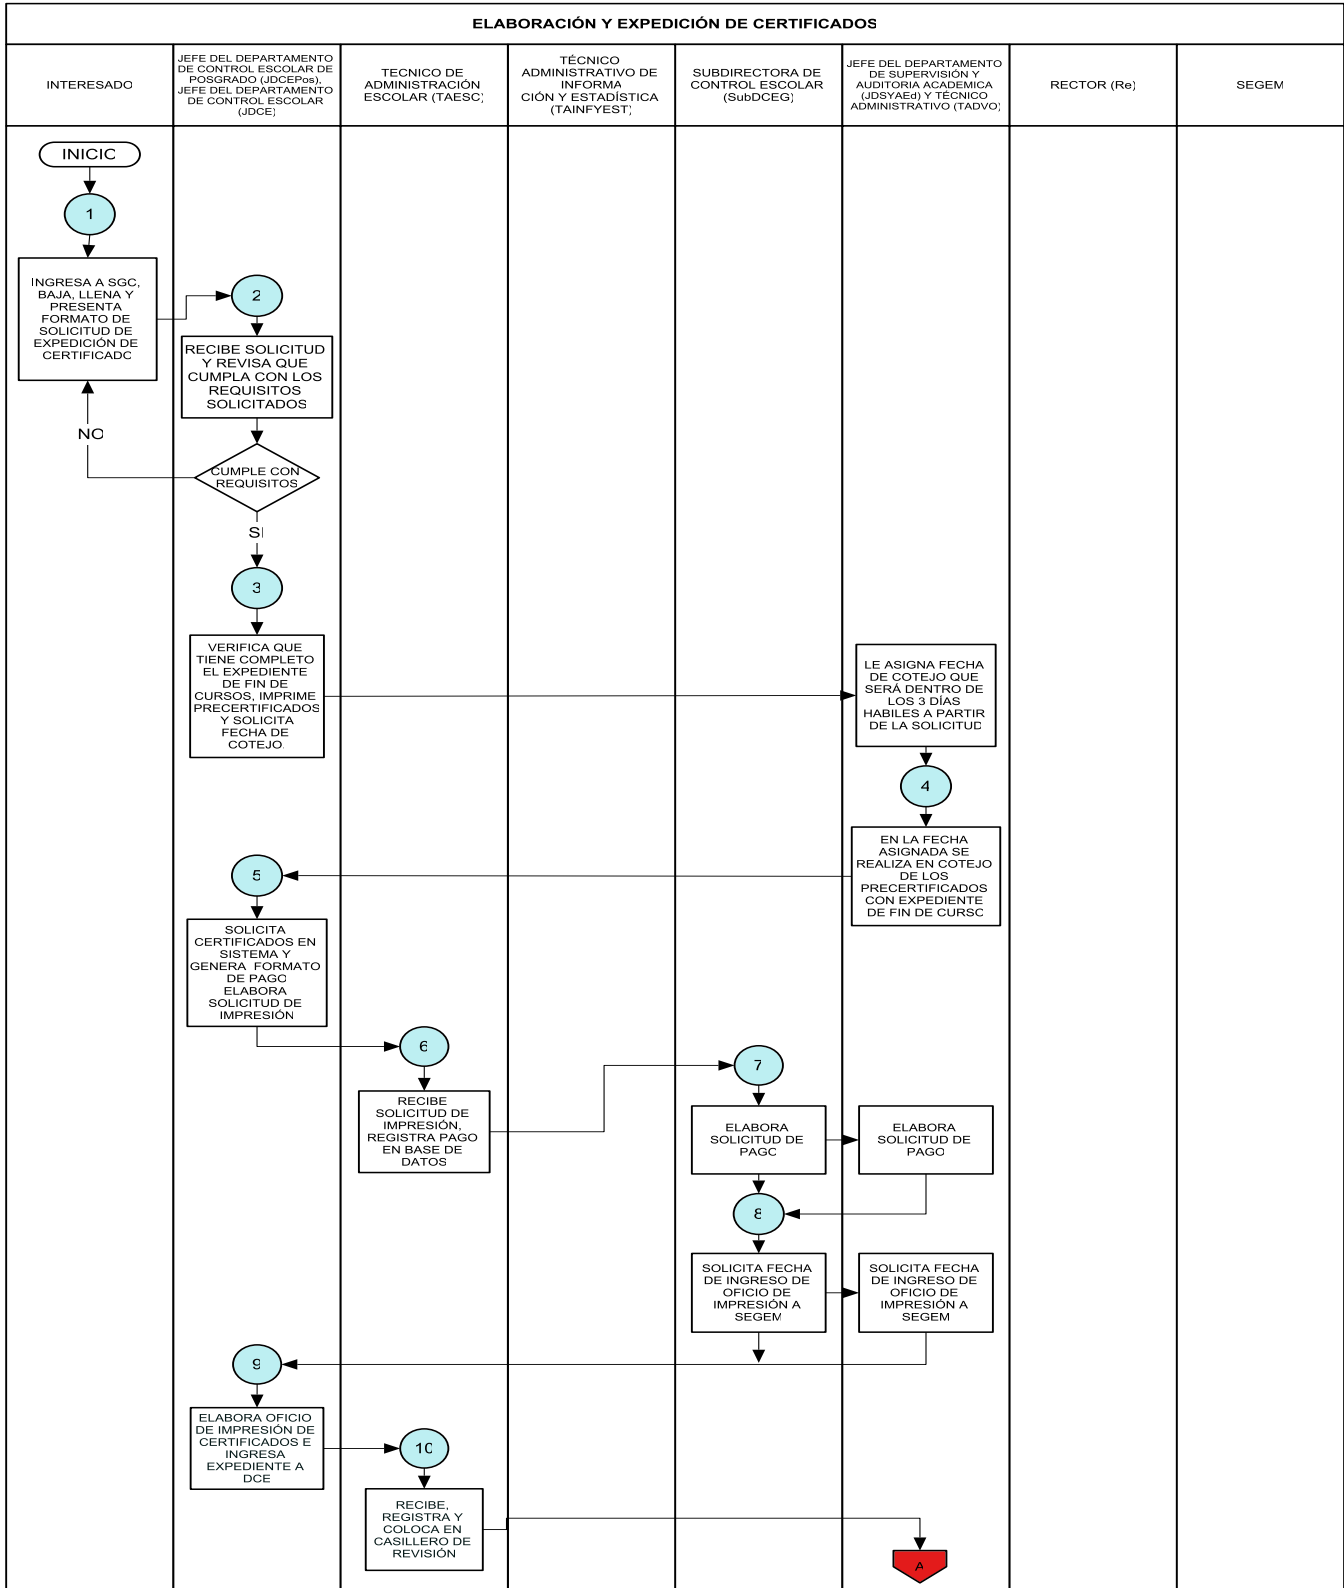 ELABORACIÓN Y EXPEDICIÓN DE CERTIFICADOS
INTERESADO
JEFE DEL DEPARTAMENTO
DE CONTROL ESCOLAR DE
POSGRADO (JDCEPos),
JEFE DEL DEPARTAMENTO
DE CONTROL ESCOLAR
(JDCE)
TECNICO DE
ADMINISTRACIÓN
ESCOLAR (TAESC)
TÉCNICO
ADMINISTRATIVO DE
INFORMA
CIÓN Y ESTADÍSTICA
(TAINFYEST)
SUBDIRECTORA DE
CONTROL ESCOLAR
(SubDCEG)
JEFE DEL DEPARTAMENTO
DE SUPERVISIÓN Y
AUDITORIA ACADEMICA
(JDSYAEd) Y TÉCNICO
ADMINISTRATIVO (TADVO)
RECTOR (Re)
SEGEM
INICIO
1
INGRESA A SGC,
BAJA, LLENA Y
PRESENTA
FORMATO DE
SOLICITUD DE
EXPEDICIÓN DE
CERTIFICADO
2
RECIBE SOLICITUD
Y REVISA QUE
CUMPLA CON LOS
REQUISITOS
SOLICITADOS
NO
CUMPLE CON
REQUISITOS
SI
3
VERIFICA QUE
TIENE COMPLETO
EL EXPEDIENTE
DE FIN DE
CURSOS, IMPRIME
PRECERTIFICADOS
Y SOLICITA
FECHA DE
COTEJO.
LE ASIGNA FECHA
DE COTEJO QUE
SERÁ DENTRO DE
LOS 3 DÍAS
HABILES A PARTIR
DE LA SOLICITUD
4
EN LA FECHA
ASIGNADA SE
REALIZA EN COTEJO
DE LOS
PRECERTIFICADOS
CON EXPEDIENTE
DE FIN DE CURSO
5
SOLICITA
CERTIFICADOS EN
SISTEMA Y
GENERA FORMATO
DE PAGO
ELABORA
SOLICITUD DE
IMPRESIÓN
6
RECIBE
SOLICITUD DE
IMPRESIÓN,
REGISTRA PAGO
EN BASE DE
DATOS
7
ELABORA
SOLICITUD DE
PAGO
ELABORA
SOLICITUD DE
PAGO
8
SOLICITA FECHA
DE INGRESO DE
OFICIO DE
IMPRESIÓN A
SEGEM
SOLICITA FECHA
DE INGRESO DE
OFICIO DE
IMPRESIÓN A
SEGEM
9
ELABORA OFICIO
DE IMPRESIÓN DE
CERTIFICADOS E
INGRESA
EXPEDIENTE A
DCE
10
RECIBE,
REGISTRA Y
COLOCA EN
CASILLERO DE
REVISIÓN
A